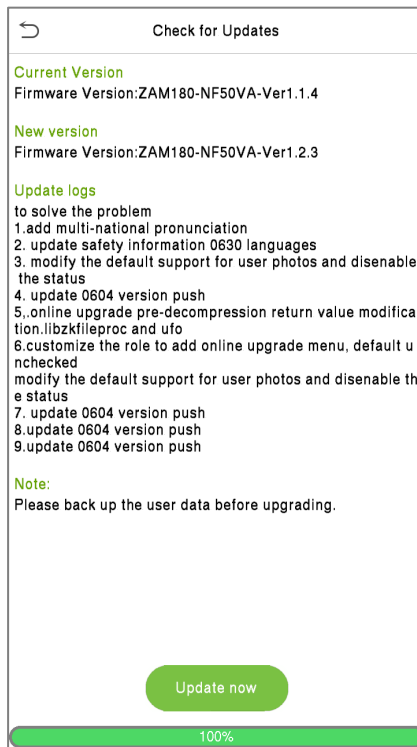 Check for Updates
Current Version
Firmware Version:ZAM180-NF50VA-Ver1.1.4
New version
Firmware Version:ZAM180-NF50VA-Ver1.2.3
Update logs
to solve the problem
1.add multi-national pronunciation
2. update safety information 0630 languages
3. modify the default support for user photos and disenable
the status
4. update 0604 version push
5,.online upgrade pre-decompression return value modifica
tion.libzkfileproc and ufo
6.customize the role to add online upgrade menu, default u
nchecked
modify the default support for user photos and disenable th
e status
7. update 0604 version push
8.update 0604 version push
9.update 0604 version push
Note:
Please back up the user data before upgrading.
Update now
100%